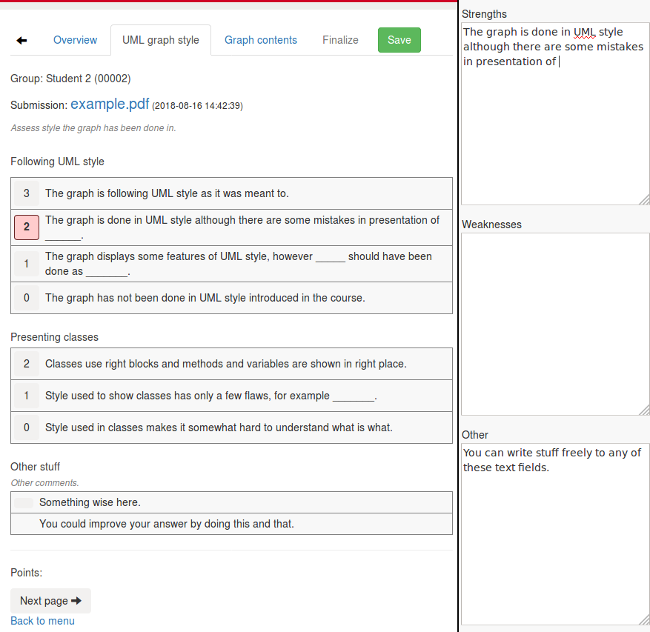 Overview UML graph style Graph contents Finalize Save
Group: Student 2 (00002)
Submission: example.pdf (2018-08-16 14:42:39)
Assess style the graph has been done in.
Following UML style
3 The graph is following UML style as it was meant to.
2 The graph is done in UML style although there are some mistakes in presentation of
______.
1 The graph displays some features of UML style, however _____ should have been
done as _______.
0 The graph has not been done in UML style introduced in the course.
Presenting classes
2 Classes use right blocks and methods and variables are shown in right place.
1 Style used to show classes has only a few flaws, for example _______.
0 Style used in classes makes it somewhat hard to understand what is what.
Other stuff
Other comments.
Something wise here.
You could improve your answer by doing this and that.
Points:
Next page
Back to menu
Strengths
The graph is done in UML style
although there are some mistakes
in presentation of
Weaknesses
Other
You can write stuff freely to any of
these text fields.